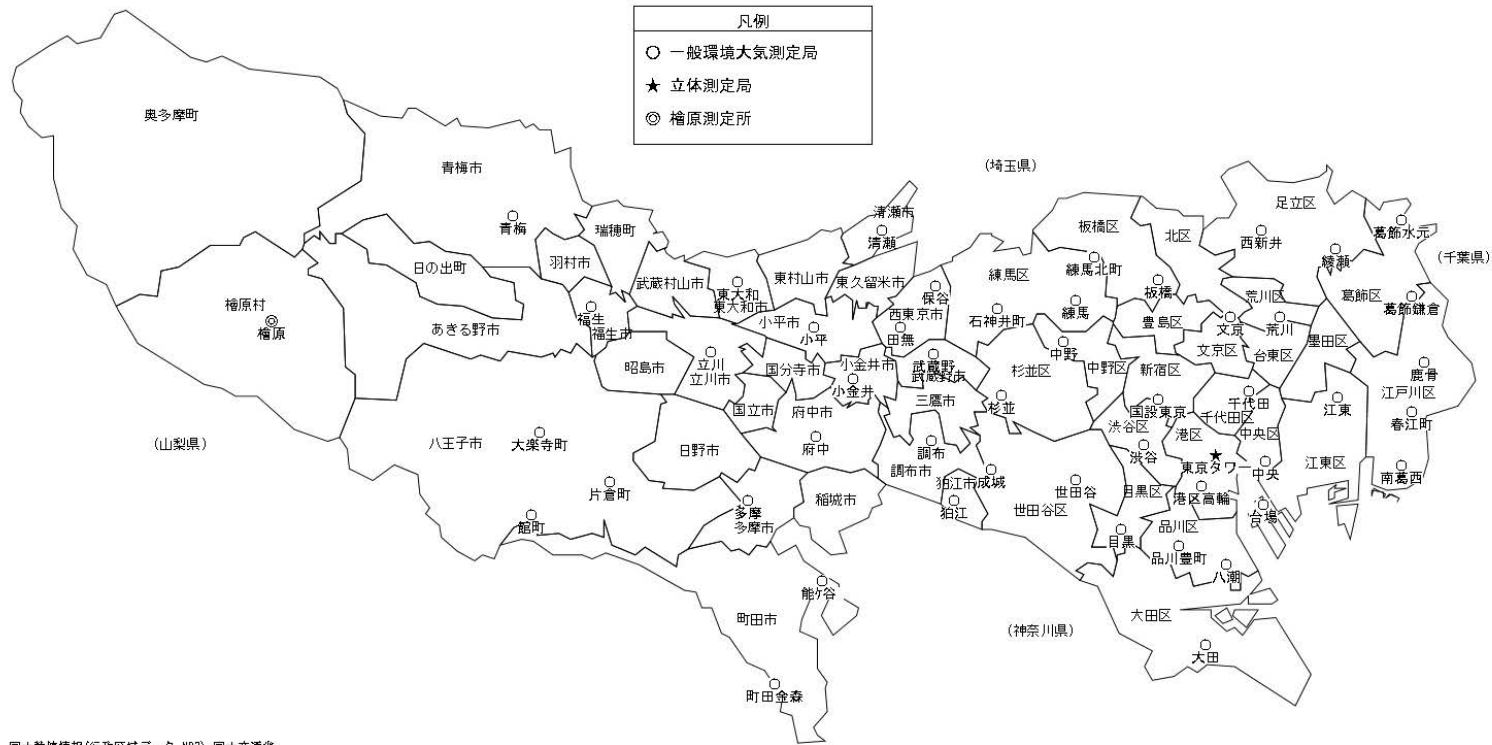 凡例
○ 一般環境大気測定局
★ 立体測定局
◎ 檜原測定所
(埼玉県)
(千葉県)
(山梨県)
(神奈川県)
奥多摩町
青梅市
青梅
瑞穂町
羽村市
日の出町
檜原村
檜原
あきる野市
福生
福生市
武蔵村山市
東大和
東大和市
東村山市
清瀬市
清瀬
東久留米市
小平市
小平
保谷
西東京市
田無
昭島市
立川
立川市
国分寺市
小金井市
小金井
武蔵野
武蔵野市
三鷹市
国立市
府中市
府中
調布
調布市
狛江市
狛江
八王子市
大楽寺町
片倉町
館町
日野市
多摩
多摩市
稲城市
能ケ谷
町田市
町田金森
練馬区
石神井町
練馬
練馬北町
板橋区
板橋
北区
豊島区
足立区
西新井
綾瀬
葛飾水元
葛飾区
葛飾鎌倉
荒川区
荒川
文京
文京区
台東区
墨田区
中野
中野区
杉並区
杉並
新宿区
国設東京
渋谷区
渋谷
千代田
千代田区
中央区
中央
港区
東京タワー
港区高輪
台場
江東
江東区
鹿骨
江戸川区
春江町
南葛西
成城
世田谷
世田谷区
目黒区
目黒
品川区
品川豊町
八潮
大田区
大田